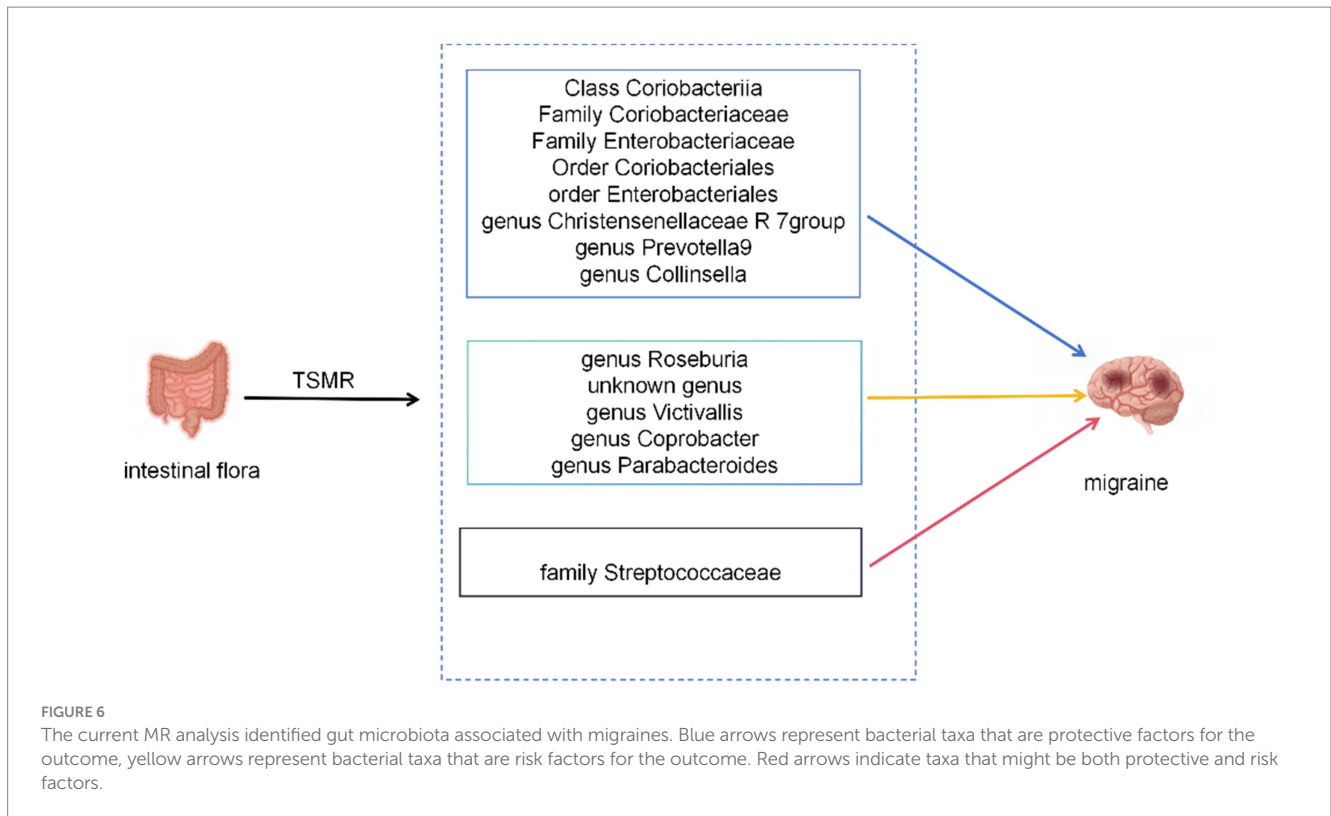 Class Coriobacteriia
Family Coriobacteriaceae
Family Enterobacteriaceae
Order Coriobacteriales
order Enterobacteriales
genus Christensenellaceae R 7group
genus Prevotella9
genus Collinsella
TSMR
intestinal flora
genus Roseburia
unknown genus
genus Victivallis
genus Coprobacter
genus Parabacteroides
migraine
family Streptococcaceae
FIGURE 6
The current MR analysis identified gut microbiota associated with migraines. Blue arrows represent bacterial taxa that are protective factors for the
outcome, yellow arrows represent bacterial taxa that are risk factors for the outcome. Red arrows indicate taxa that might be both protective and risk
factors.